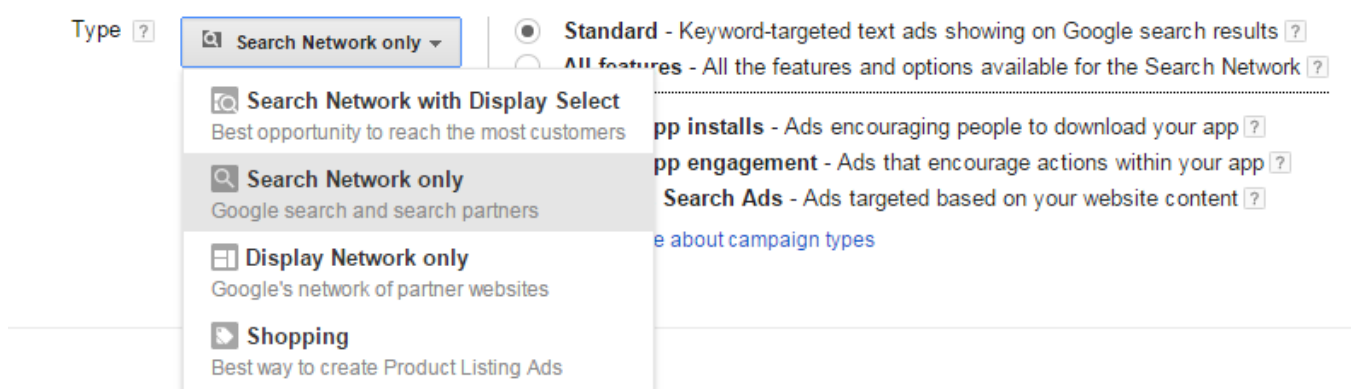 Type ?
Search Network only
Standard - Keyword-targeted text ads showing on Google search results ?
All features - All the features and options available for the Search Network ?
Search Network with Display Select
Best opportunity to reach the most customers
Search Network only
Google search and search partners
Display Network only
Google's network of partner websites
Shopping
Best way to create Product Listing Ads
pp installs - Ads encouraging people to download your app ?
pp engagement - Ads that encourage actions within your app ?
Search Ads - Ads targeted based on your website content ?
e about campaign types